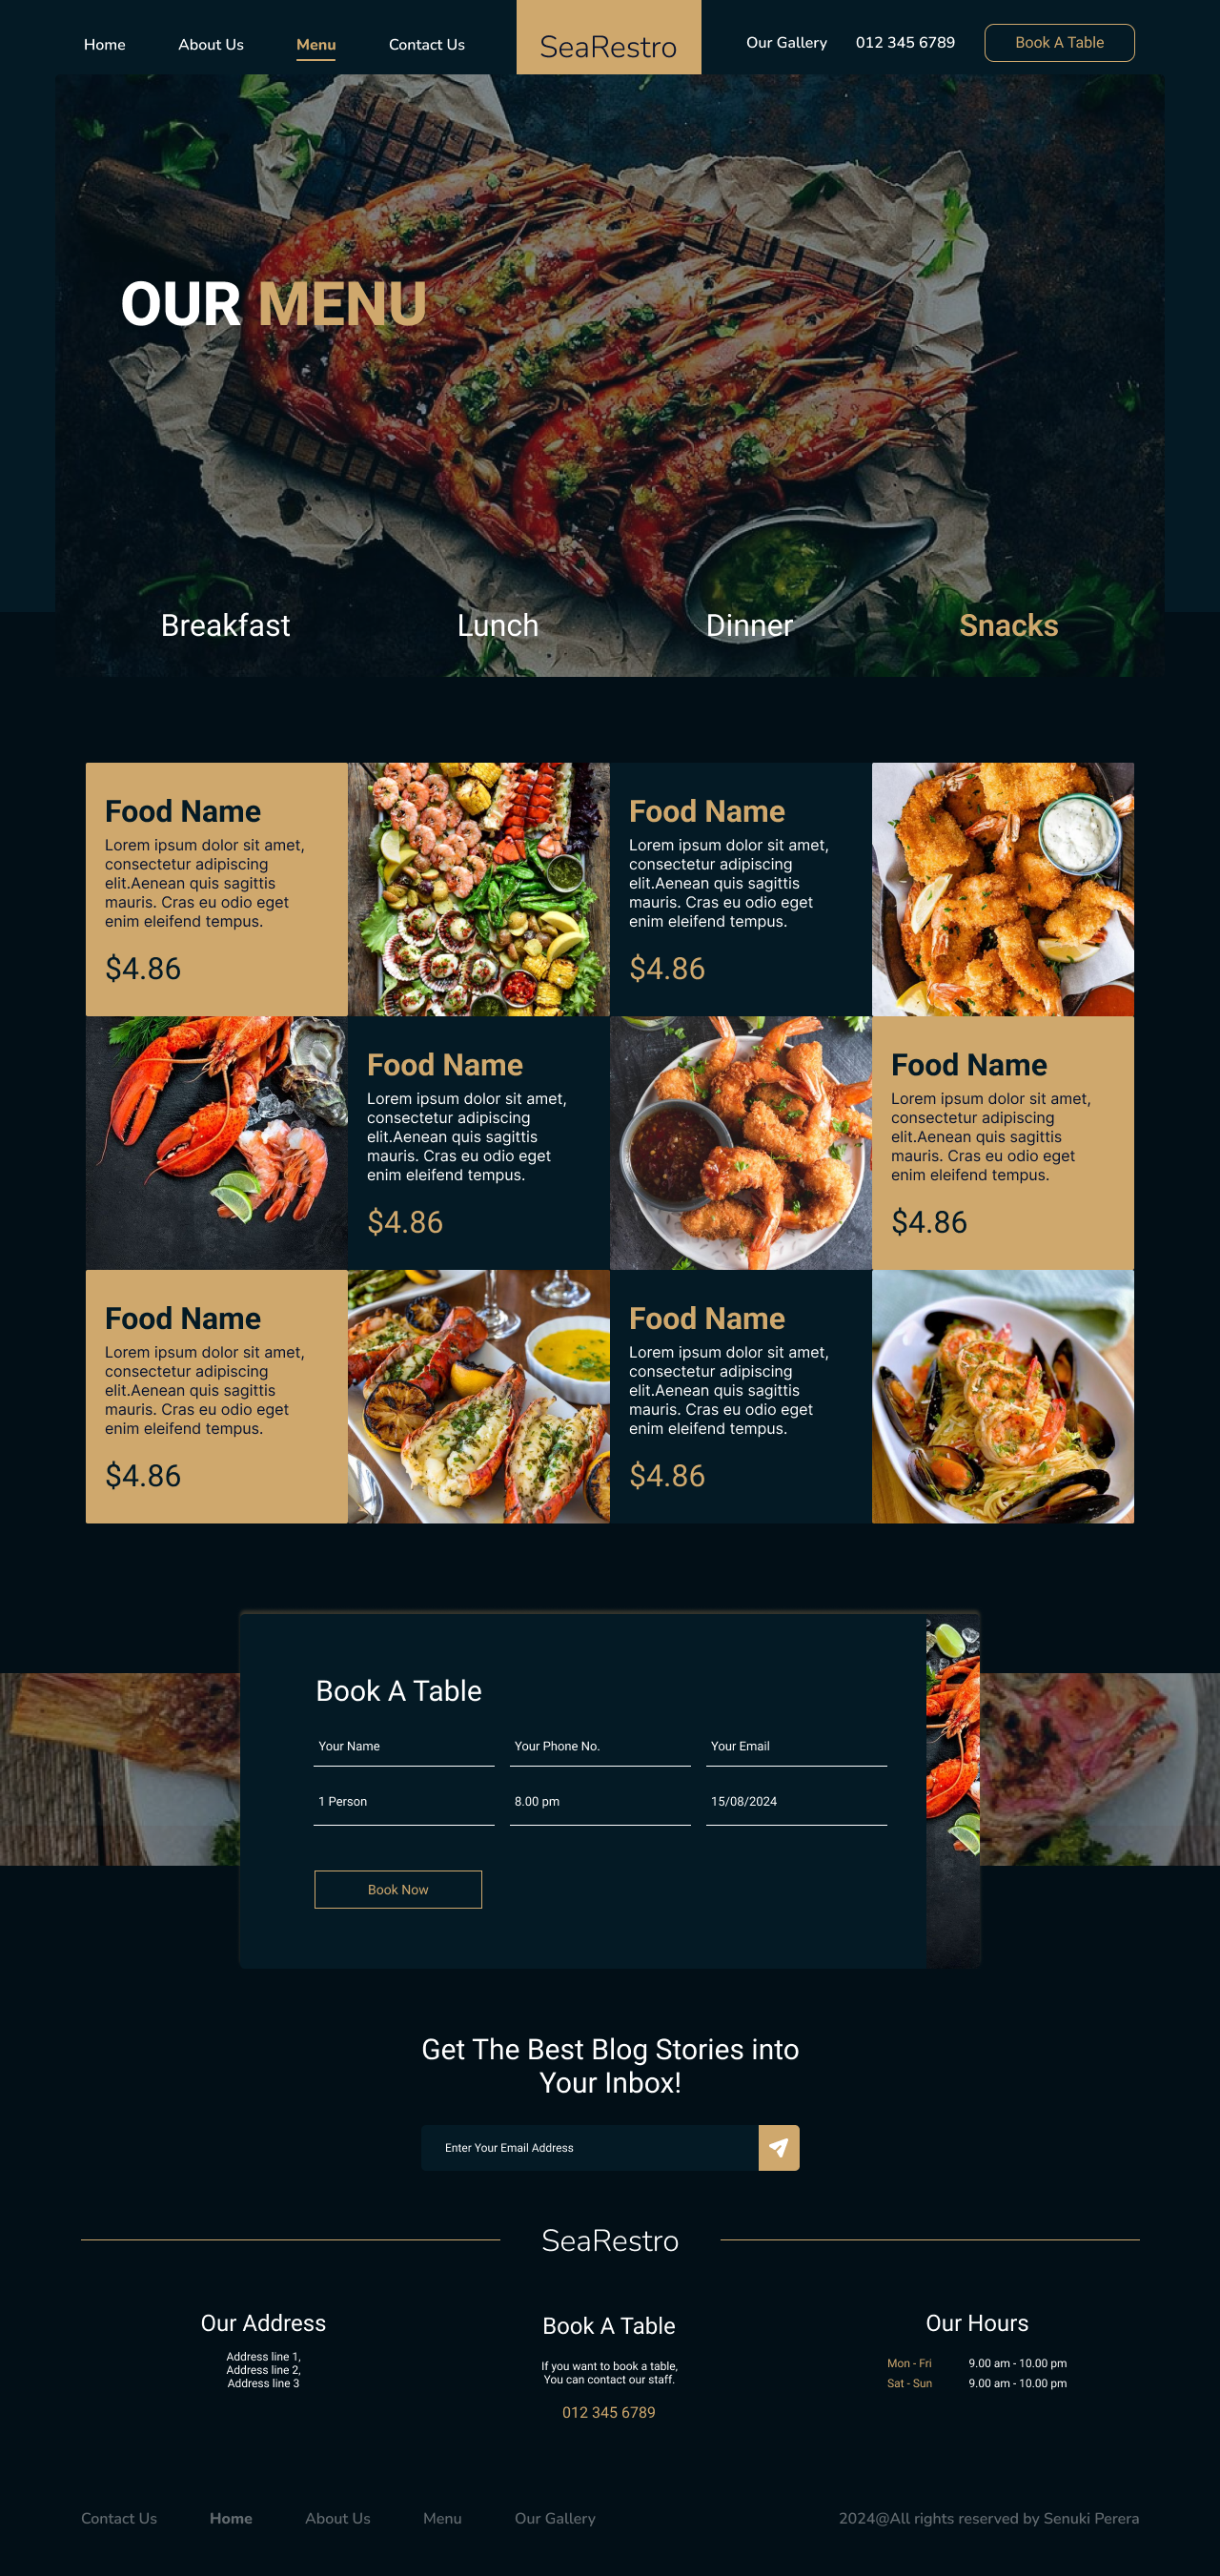 Home About Us Menu Contact Us SeaRestro Our Gallery 012 345 6789 Book A Table
OUR MENU
Breakfast Lunch Dinner Snacks
Food Name
Lorem ipsum dolor sit amet,
consectetur adipiscing
elit.Aenean quis sagittis
mauris. Cras eu odio eget
enim eleifend tempus.
$4.86
Food Name
Lorem ipsum dolor sit amet,
consectetur adipiscing
elit.Aenean quis sagittis
mauris. Cras eu odio eget
enim eleifend tempus.
$4.86
Food Name
Lorem ipsum dolor sit amet,
consectetur adipiscing
elit.Aenean quis sagittis
mauris. Cras eu odio eget
enim eleifend tempus.
$4.86
Food Name
Lorem ipsum dolor sit amet,
consectetur adipiscing
elit.Aenean quis sagittis
mauris. Cras eu odio eget
enim eleifend tempus.
$4.86
Food Name
Lorem ipsum dolor sit amet,
consectetur adipiscing
elit.Aenean quis sagittis
mauris. Cras eu odio eget
enim eleifend tempus.
$4.86
Food Name
Lorem ipsum dolor sit amet,
consectetur adipiscing
elit.Aenean quis sagittis
mauris. Cras eu odio eget
enim eleifend tempus.
$4.86
Book A Table
Your Name Your Phone No. Your Email
1 Person 8.00 pm 15/08/2024
Book Now
Get The Best Blog Stories into
Your Inbox!
Enter Your Email Address
SeaRestro
Our Address
Address line 1,
Address line 2,
Address line 3
Book A Table
If you want to book a table,
You can contact our staff.
012 345 6789
Our Hours
Mon - Fri 9.00 am - 10.00 pm
Sat - Sun 9.00 am - 10.00 pm
Contact Us Home About Us Menu Our Gallery 2024@All rights reserved by Senuki Perera